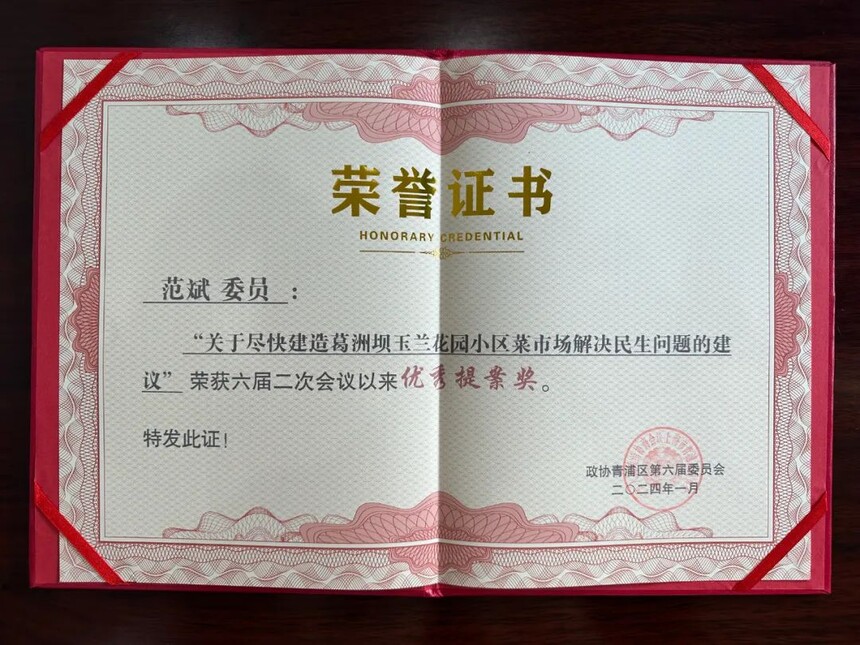 荣誉证书
HONORARY CREDENTIAL
范斌 委员 :
“关于尽快建造葛洲坝玉兰花园小区菜市场解决民生问题的建
议” 荣获六届二次会议以来优秀提案奖。
特发此证!
政协青浦区第六届委员会
二〇二四年一月